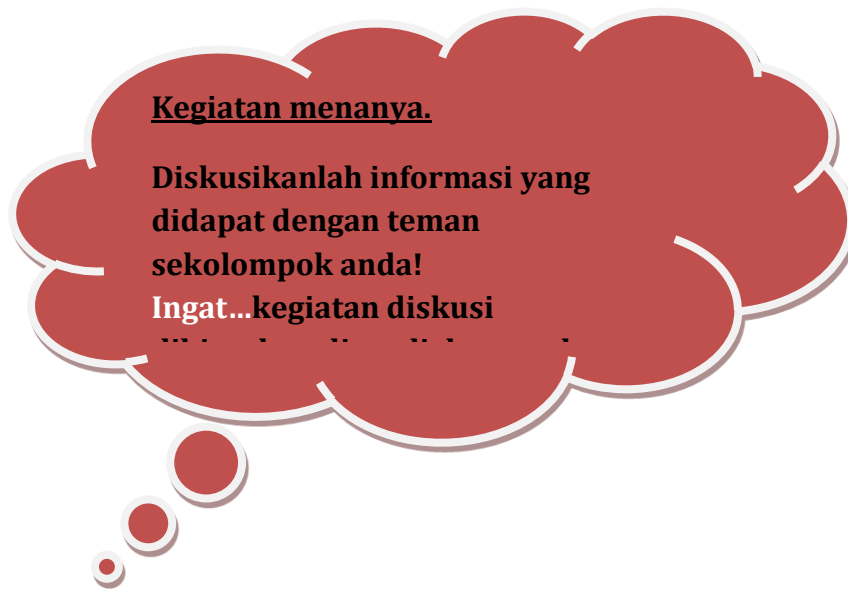 Kegiatan menanya.
Diskusikanlah informasi yang
didapat dengan teman
sekolompok anda!
Ingat...kegiatan diskusi